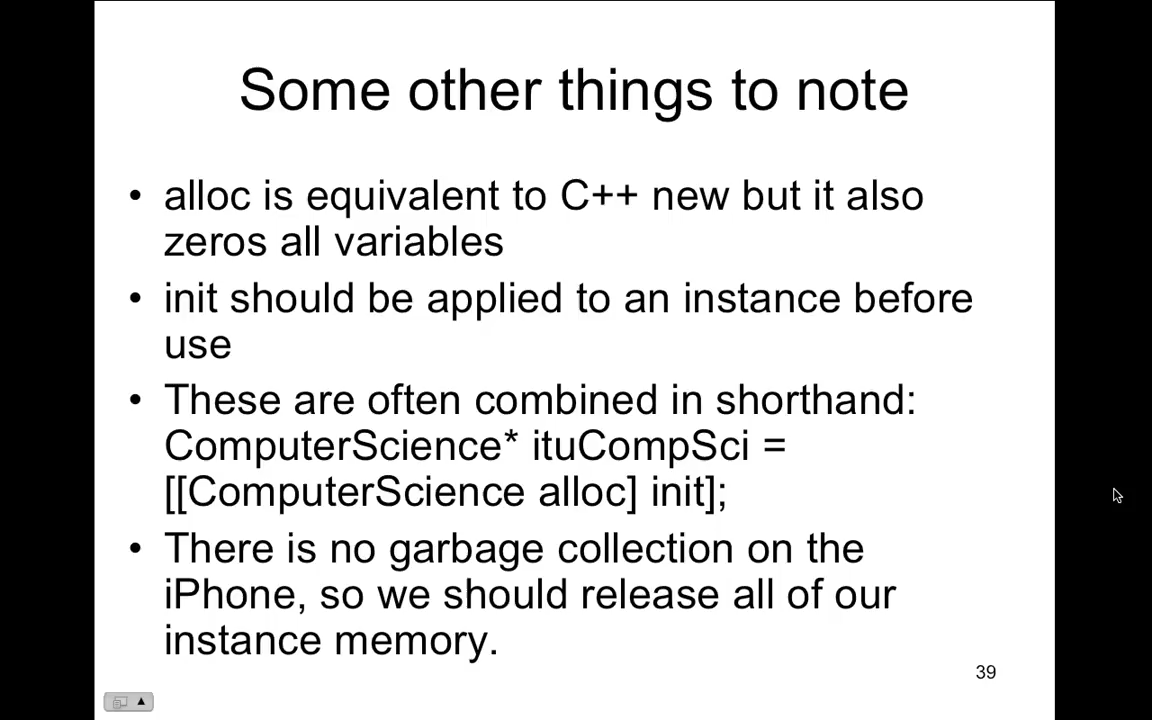 Some other things to note
• alloc is equivalent to C++ new but it also
zeros all variables
• init should be applied to an instance before
use
• These are often combined in shorthand:
ComputerScience* ituCompSci =
[[ComputerScience alloc] init];
• There is no garbage collection on the
iPhone, so we should release all of our
instance memory.
39